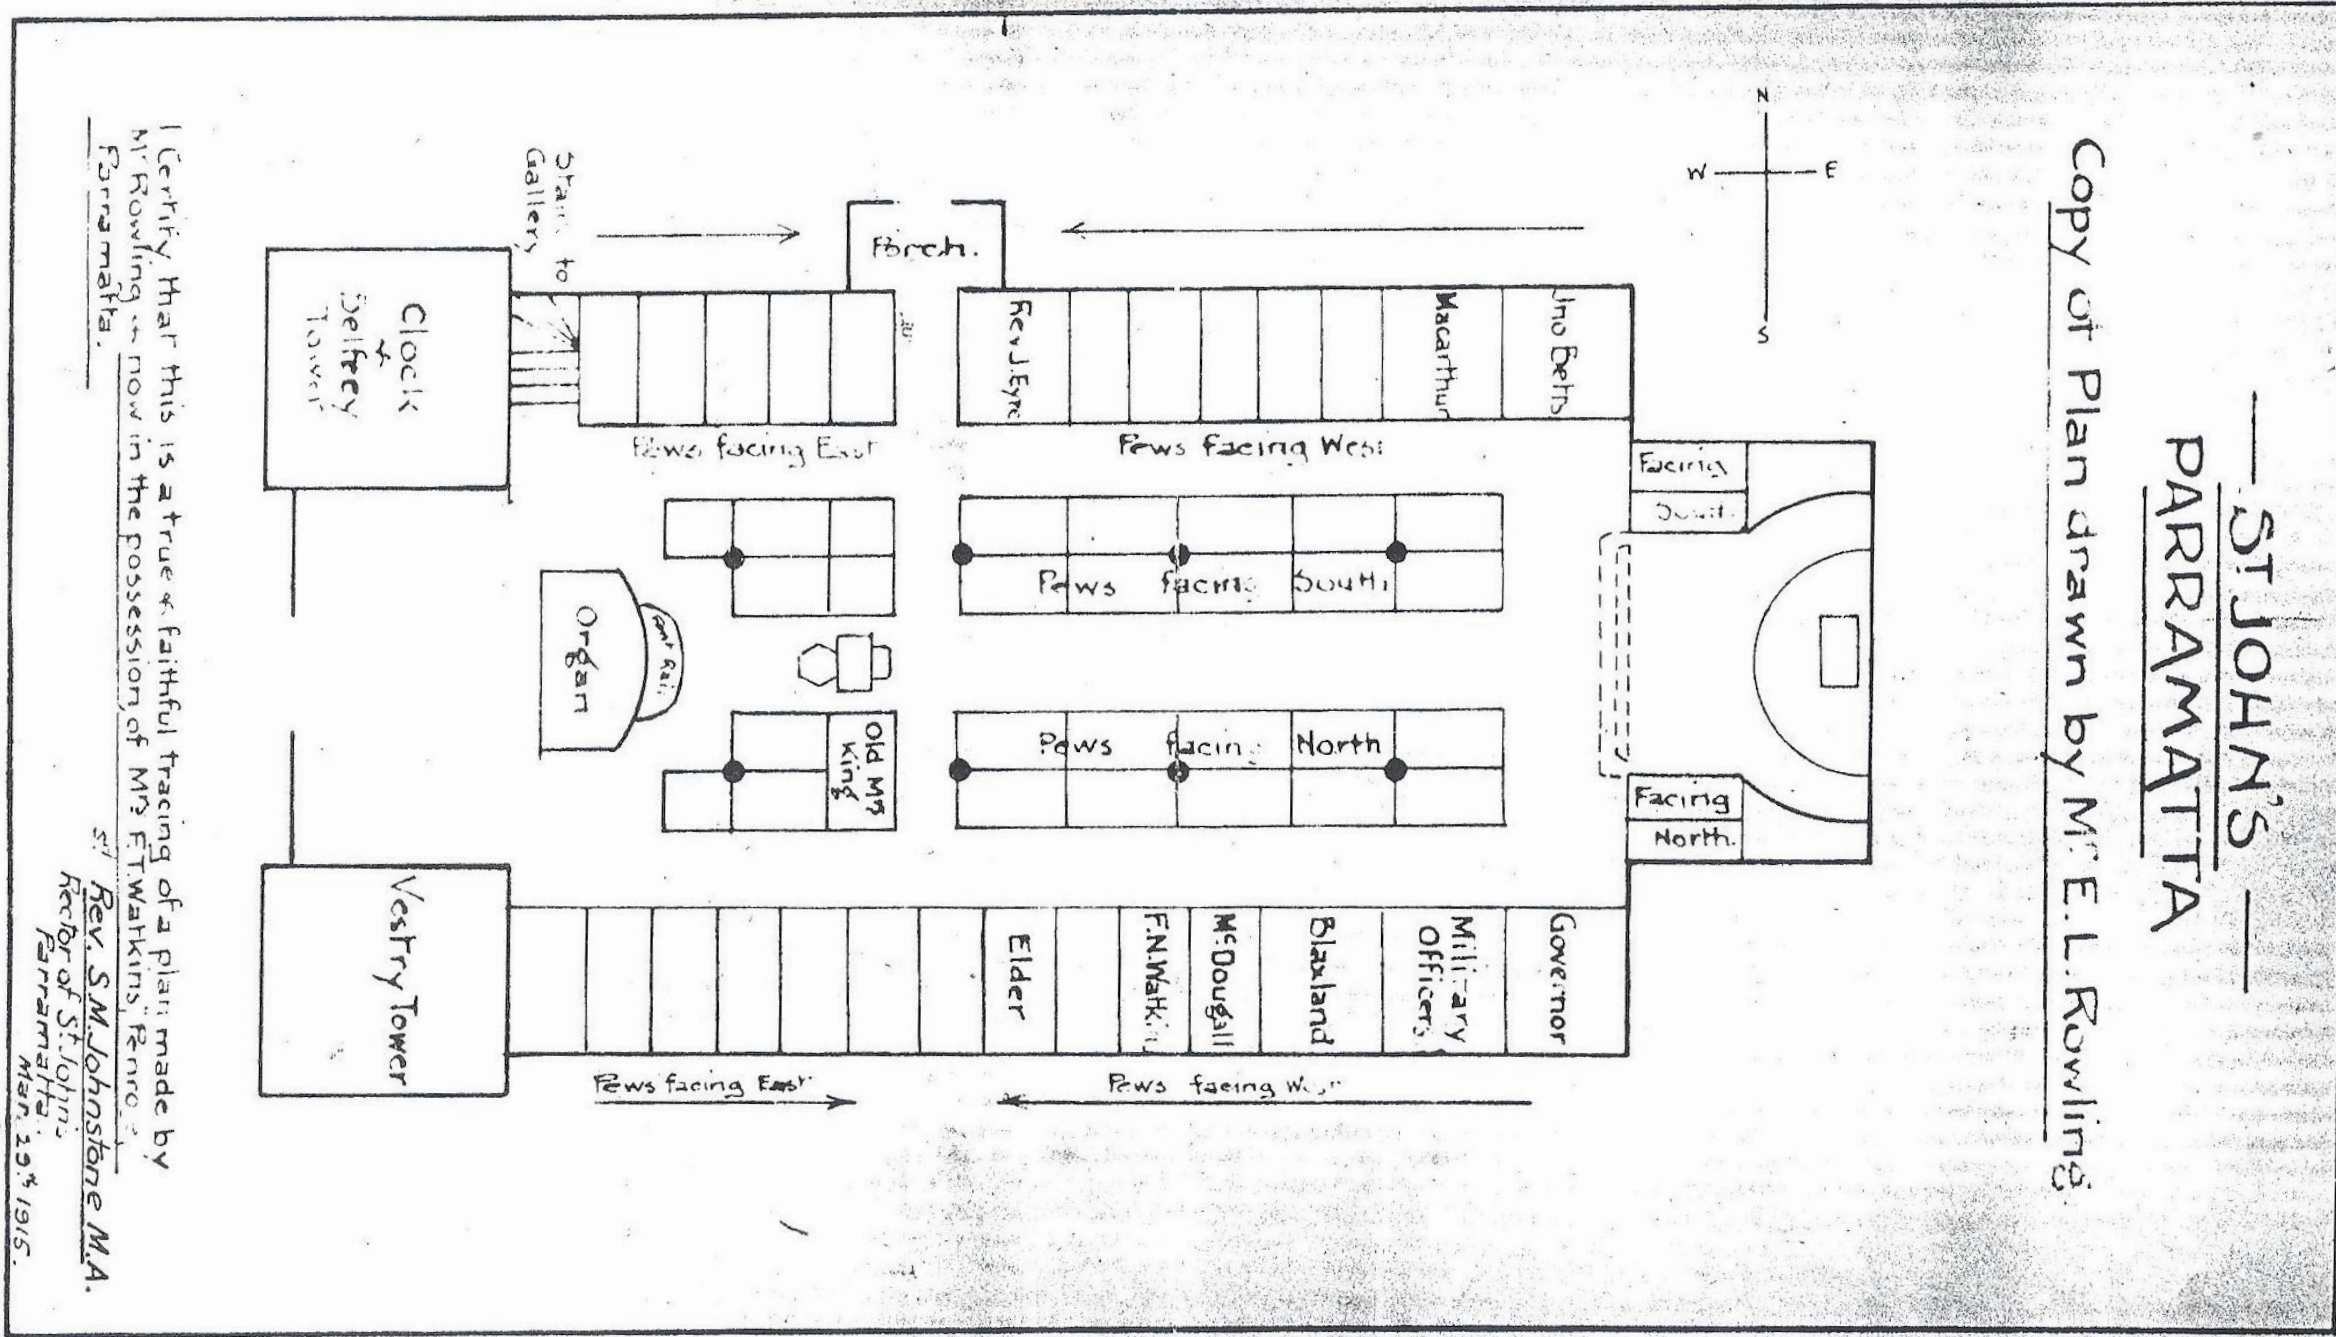 — ST. JOHN'S —
PARRAMATTA
Copy of Plan drawn by Mr. E. L. Rowling.
N
W E
S
Stairs to
Gallery
Porch.
Clock
&
Belfrey
Tower
Rev J. Eyre
Macarthur
Jno Betts
Pews facing East
Pews facing West
Facing
South.
Pews facing South
Organ
Font Rail
Old Mrs
King
Pews facing North
Facing
North.
Vestry Tower
Elder
F.N. Watkins
McDougall
Blaxland
Military
Officers
Governor
Pews facing East
Pews facing West
I Certify that this is a true & faithful tracing of a plan made by
Mr Rowling & now in the possession of Mrs F.T. Watkins,
Parramatta.
Rev. S. M. Johnstone M.A.
Rector of St. John's
Parramatta.
Mar. 29th 1915.